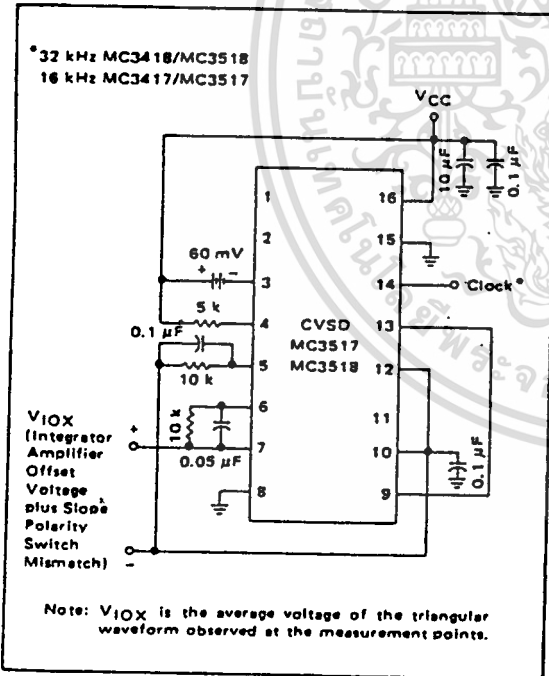 *32 kHz MC3418/MC3518
16 kHz MC3417/MC3517
VCC
10 µF
0.1 µF
1
2
3
4
5
6
7
8
16
15
14
13
12
11
10
9
60 mV
+ -
5 k
0.1 µF
10 k
CVSD
MC3517
MC3518
Clock*
10 k
0.05 µF
0.1 µF
VIOX
(Integrator
Amplifier
Offset
Voltage
plus Slope
Polarity
Switch
Mismatch)
+
-
Note: VIOX is the average voltage of the triangular
waveform observed at the measurement points.